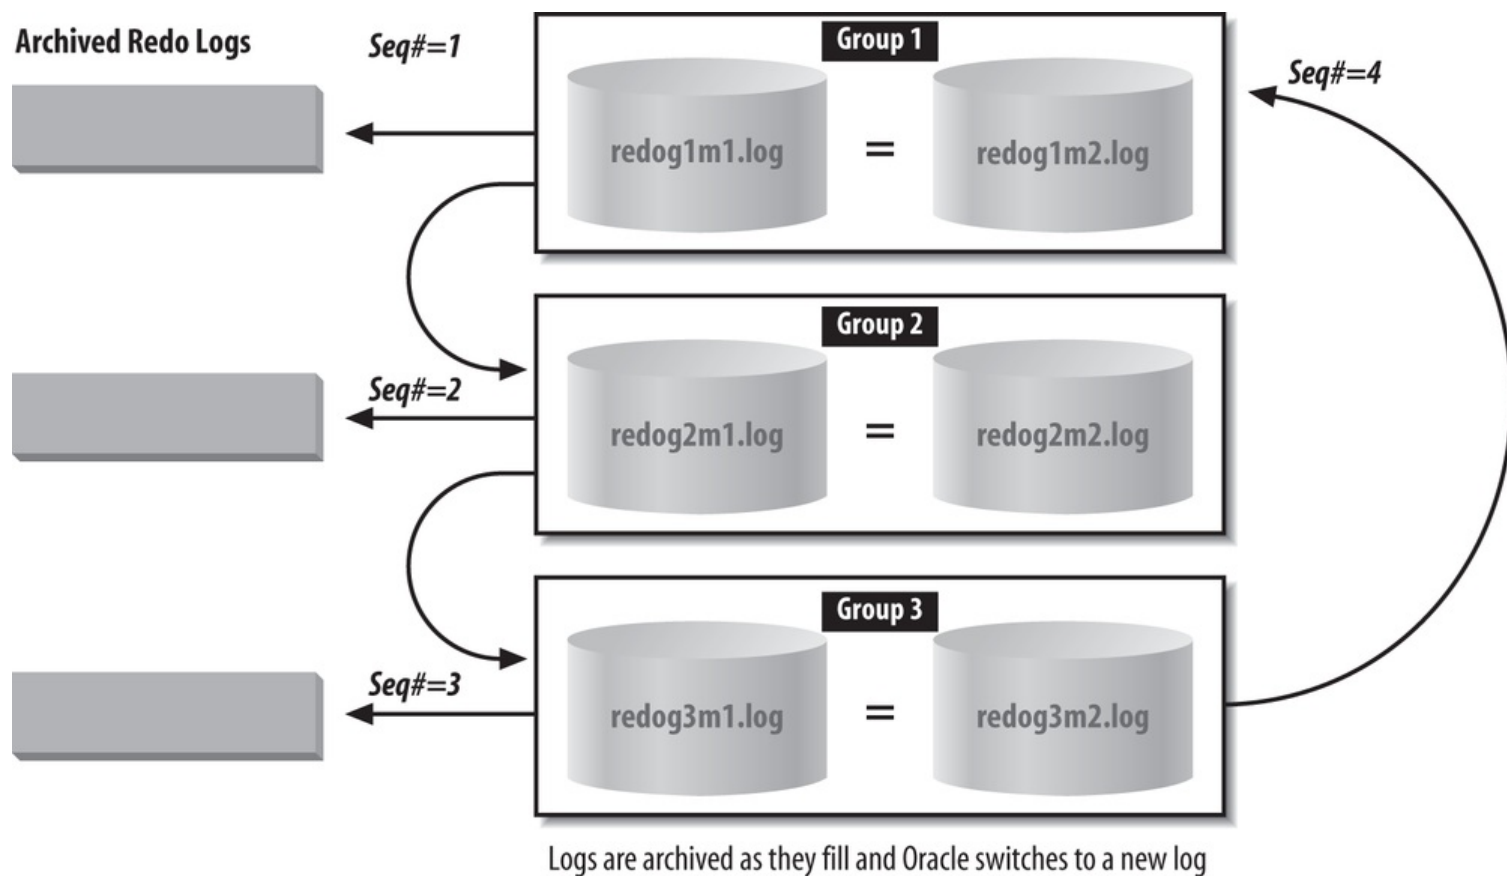 Archived Redo Logs
Seq#=1
Group 1
redog1m1.log
=
redog1m2.log
Seq#=4
Group 2
Seq#=2
redog2m1.log
=
redog2m2.log
Group 3
Seq#=3
redog3m1.log
=
redog3m2.log
Logs are archived as they fill and Oracle switches to a new log